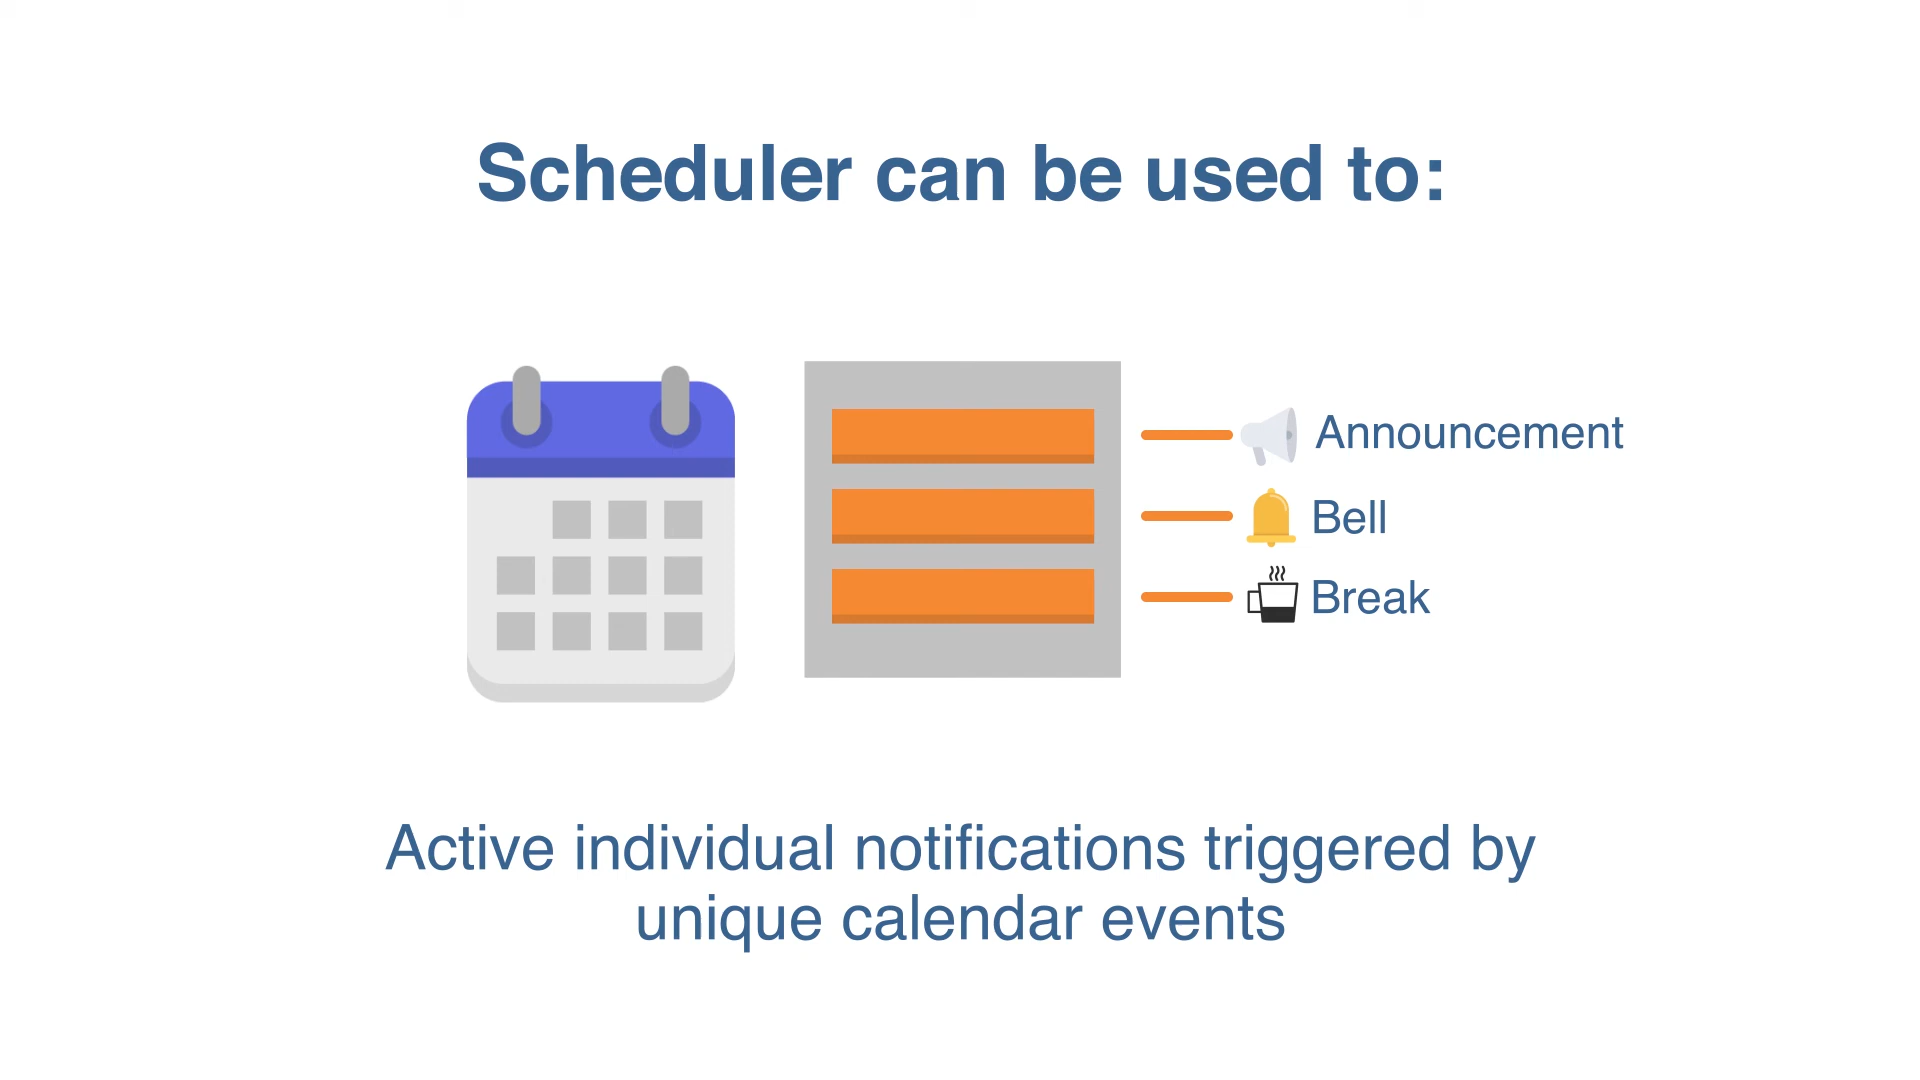 Scheduler can be used to:
Announcement
Bell
Break
Active individual notifications triggered by
unique calendar events